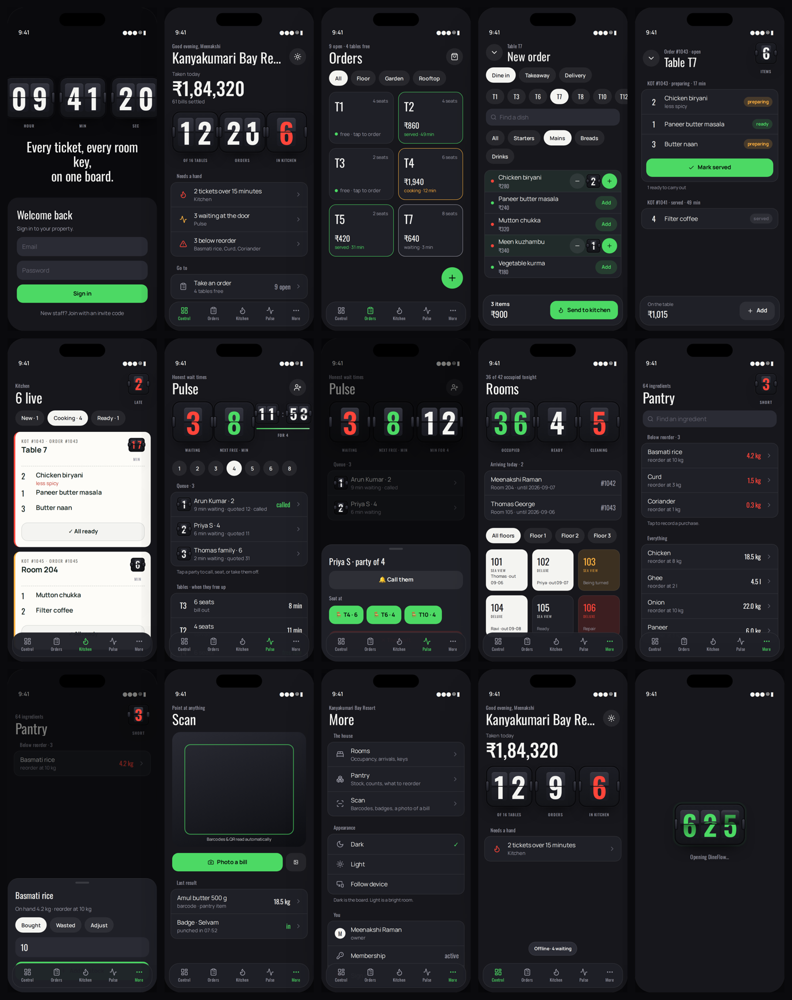 9:41
09 41 20
HOUR MIN SEC
Every ticket, every room
key,
on one board.
Welcome back
Sign in to your property.
Email
Password
Sign in
New staff? Join with an invite code
9:41
Good evening, Meenakshi
Kanyakumari Bay Re...
Taken today
₹1,84,320
61 bills settled
12 6
OF 16 TABLES ORDERS IN KITCHEN
Needs a hand
2 tickets over 15 minutes
Kitchen
3 waiting at the door
Pulse
3 below reorder
Basmati rice, Curd, Coriander
Go to
Take an order 9 open
4 tables free
Control Orders Kitchen Pulse More
9:41
9 open · 4 tables free
Orders
All Floor Garden Rooftop
T1 4 seats
free · tap to order
T2 4 seats
₹860
served · 49 min
T3 2 seats
free · tap to order
T4 6 seats
₹1,940
cooking · 12 min
T5 2 seats
₹420
served · 31 min
T7 8 seats
₹640
waiting · 3 min
+
Control Orders Kitchen Pulse More
9:41
Table T7
New order
Dine in Takeaway Delivery
T1 T3 T6 T7 T8 T10 T12
Find a dish
All Starters Mains Breads
Drinks
Chicken biryani − 2 +
₹280
Paneer butter masala Add
₹240
Mutton chukka Add
₹320
Meen kuzhambu − 1 +
₹340
Vegetable kurma Add
₹180
3 items
₹900
Send to kitchen
9:41
Order #1043 · open
Table T7
6
ITEMS
KOT #1043 · preparing · 17 min
2 Chicken biryani preparing
less spicy
1 Paneer butter masala ready
3 Butter naan preparing
Mark served
1 ready to carry out
KOT #1041 · served · 49 min
4 Filter coffee served
On the table
₹1,015
+ Add
9:41
Kitchen
6 live
2
LATE
New · 1 Cooking · 4 Ready · 1
KOT #1043 · ORDER #1043
Table 7
17
MIN
2 Chicken biryani
less spicy
1 Paneer butter masala
3 Butter naan
✓ All ready
KOT #1045 · ORDER #1045
Room 204
6
MIN
1 Mutton chukka
2 Filter coffee
Control Orders Kitchen Pulse More
9:41
Honest wait times
Pulse
3 8 11 :
WAITING NEXT FREE · MIN FOR 4
1 2 3 4 5 6 8
Queue · 3
1 Arun Kumar · 2 called
9 min waiting · quoted 12 · called
2 Priya S · 4
6 min waiting · quoted 11
3 Thomas family · 6
2 min waiting · quoted 31
Tap a party to call, seat, or take them off.
Tables · when they free up
T3 6 seats 8 min
bill out
T2 4 seats 11 min
Control Orders Kitchen Pulse More
9:41
Honest wait times
Pulse
3 8 12
WAITING NEXT FREE · MIN MIN FOR 4
Queue · 3
1 Arun Kumar · 2
9 min waiting · called
2 Priya S · 4
6 min waiting
Priya S · party of 4
🔔 Call them
Seat at
🪑 T4 · 6 🪑 T6 · 4 🪑 T10 · 4
Control Orders Kitchen Pulse More
9:41
36 of 42 occupied tonight
Rooms
36 4 5
OCCUPIED READY CLEANING
Arriving today · 2
Meenakshi Raman #1042
Room 204 · until 2026-09-07
Thomas George #1043
Room 105 · until 2026-09-06
All floors Floor 1 Floor 2 Floor 3
101
SEA VIEW
Thomas · out
09-06
102
DELUXE
Priya · out 09-07
103
SEA VIEW
Being turned
104
DELUXE
Ravi · out 09-08
105
SEA VIEW
Ready
106
DELUXE
Repair
Control Orders Kitchen Pulse More
9:41
64 ingredients
Pantry
3
SHORT
Find an ingredient
Below reorder · 3
Basmati rice 4.2 kg
reorder at 10 kg
Curd 1.5 kg
reorder at 3 kg
Coriander 0.3 kg
reorder at 1 kg
Tap to record a purchase.
Everything
Chicken 18.5 kg
reorder at 8 kg
Ghee 4.5 l
reorder at 2 l
Onion 22.0 kg
reorder at 10 kg
Paneer 6.0 kg
Control Orders Kitchen Pulse More
9:41
64 ingredients
Pantry
3
SHORT
Below reorder · 3
Basmati rice 4.2 kg
reorder at 10 kg
Basmati rice
On hand 4.2 kg · reorder at 10 kg
Bought Wasted Adjust
10
Control Orders Kitchen Pulse More
9:41
Point at anything
Scan
Barcodes & QR read automatically
Photo a bill
Last result
Amul butter 500 g 18.5 kg
barcode · pantry item
Badge · Selvam in
punched in 07:52
Control Orders Kitchen Pulse More
9:41
Kanyakumari Bay Resort
More
The house
Rooms
Occupancy, arrivals, keys
Pantry
Stock, counts, what to reorder
Scan
Barcodes, badges, a photo of a bill
Appearance
Dark ✓
Light
Follow device
Dark is the board. Light is a bright room.
You
M Meenakshi Raman
owner
Membership active
Control Orders Kitchen Pulse More
9:41
Good evening, Meenakshi
Kanyakumari Bay Re...
Taken today
₹1,84,320
12 9 6
OF 16 TABLES ORDERS IN KITCHEN
Needs a hand
2 tickets over 15 minutes
Kitchen
Offline · 4 waiting
Control Orders Kitchen Pulse More
9:41
625
Opening DineFlow...